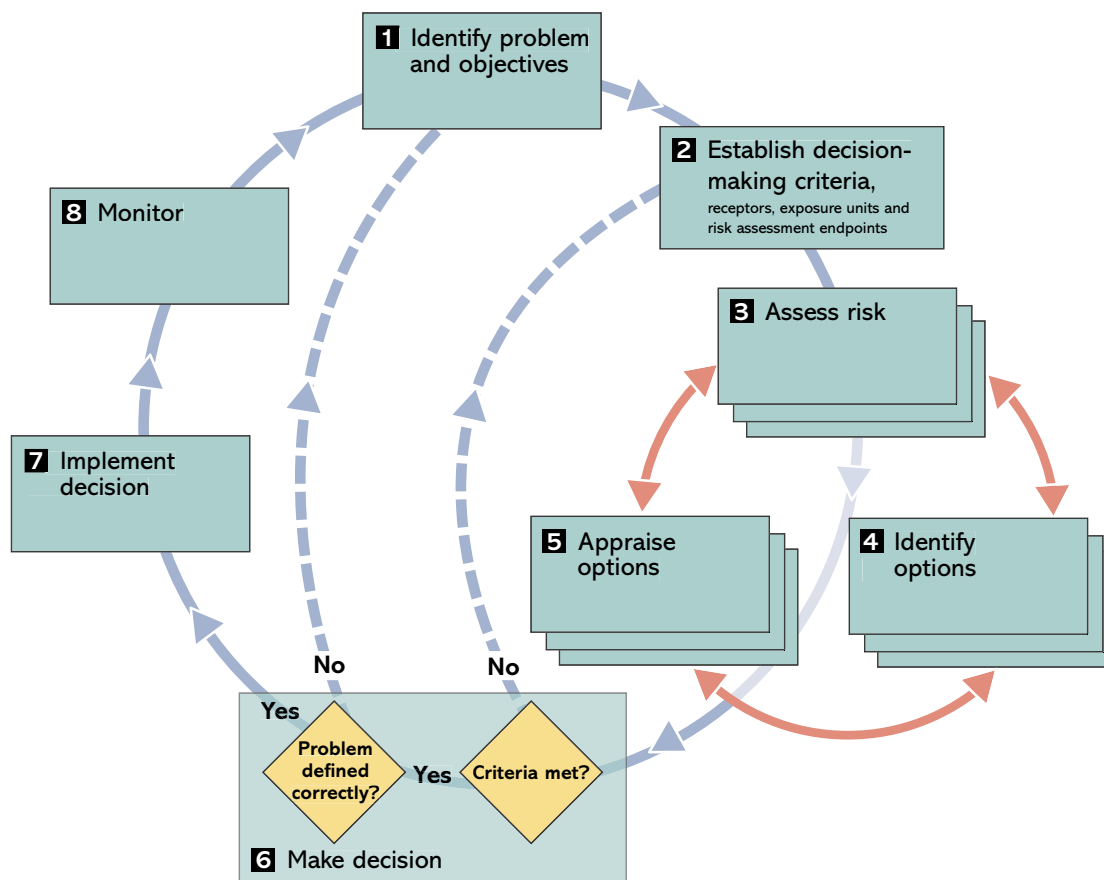 1 Identify problem
and objectives
2 Establish decision-
making criteria,
receptors, exposure units and
risk assessment endpoints
8 Monitor
3 Assess risk
7 Implement
decision
5 Appraise
options
4 Identify
options
No
No
Yes
Problem
defined
correctly?
Yes
Criteria met?
6 Make decision